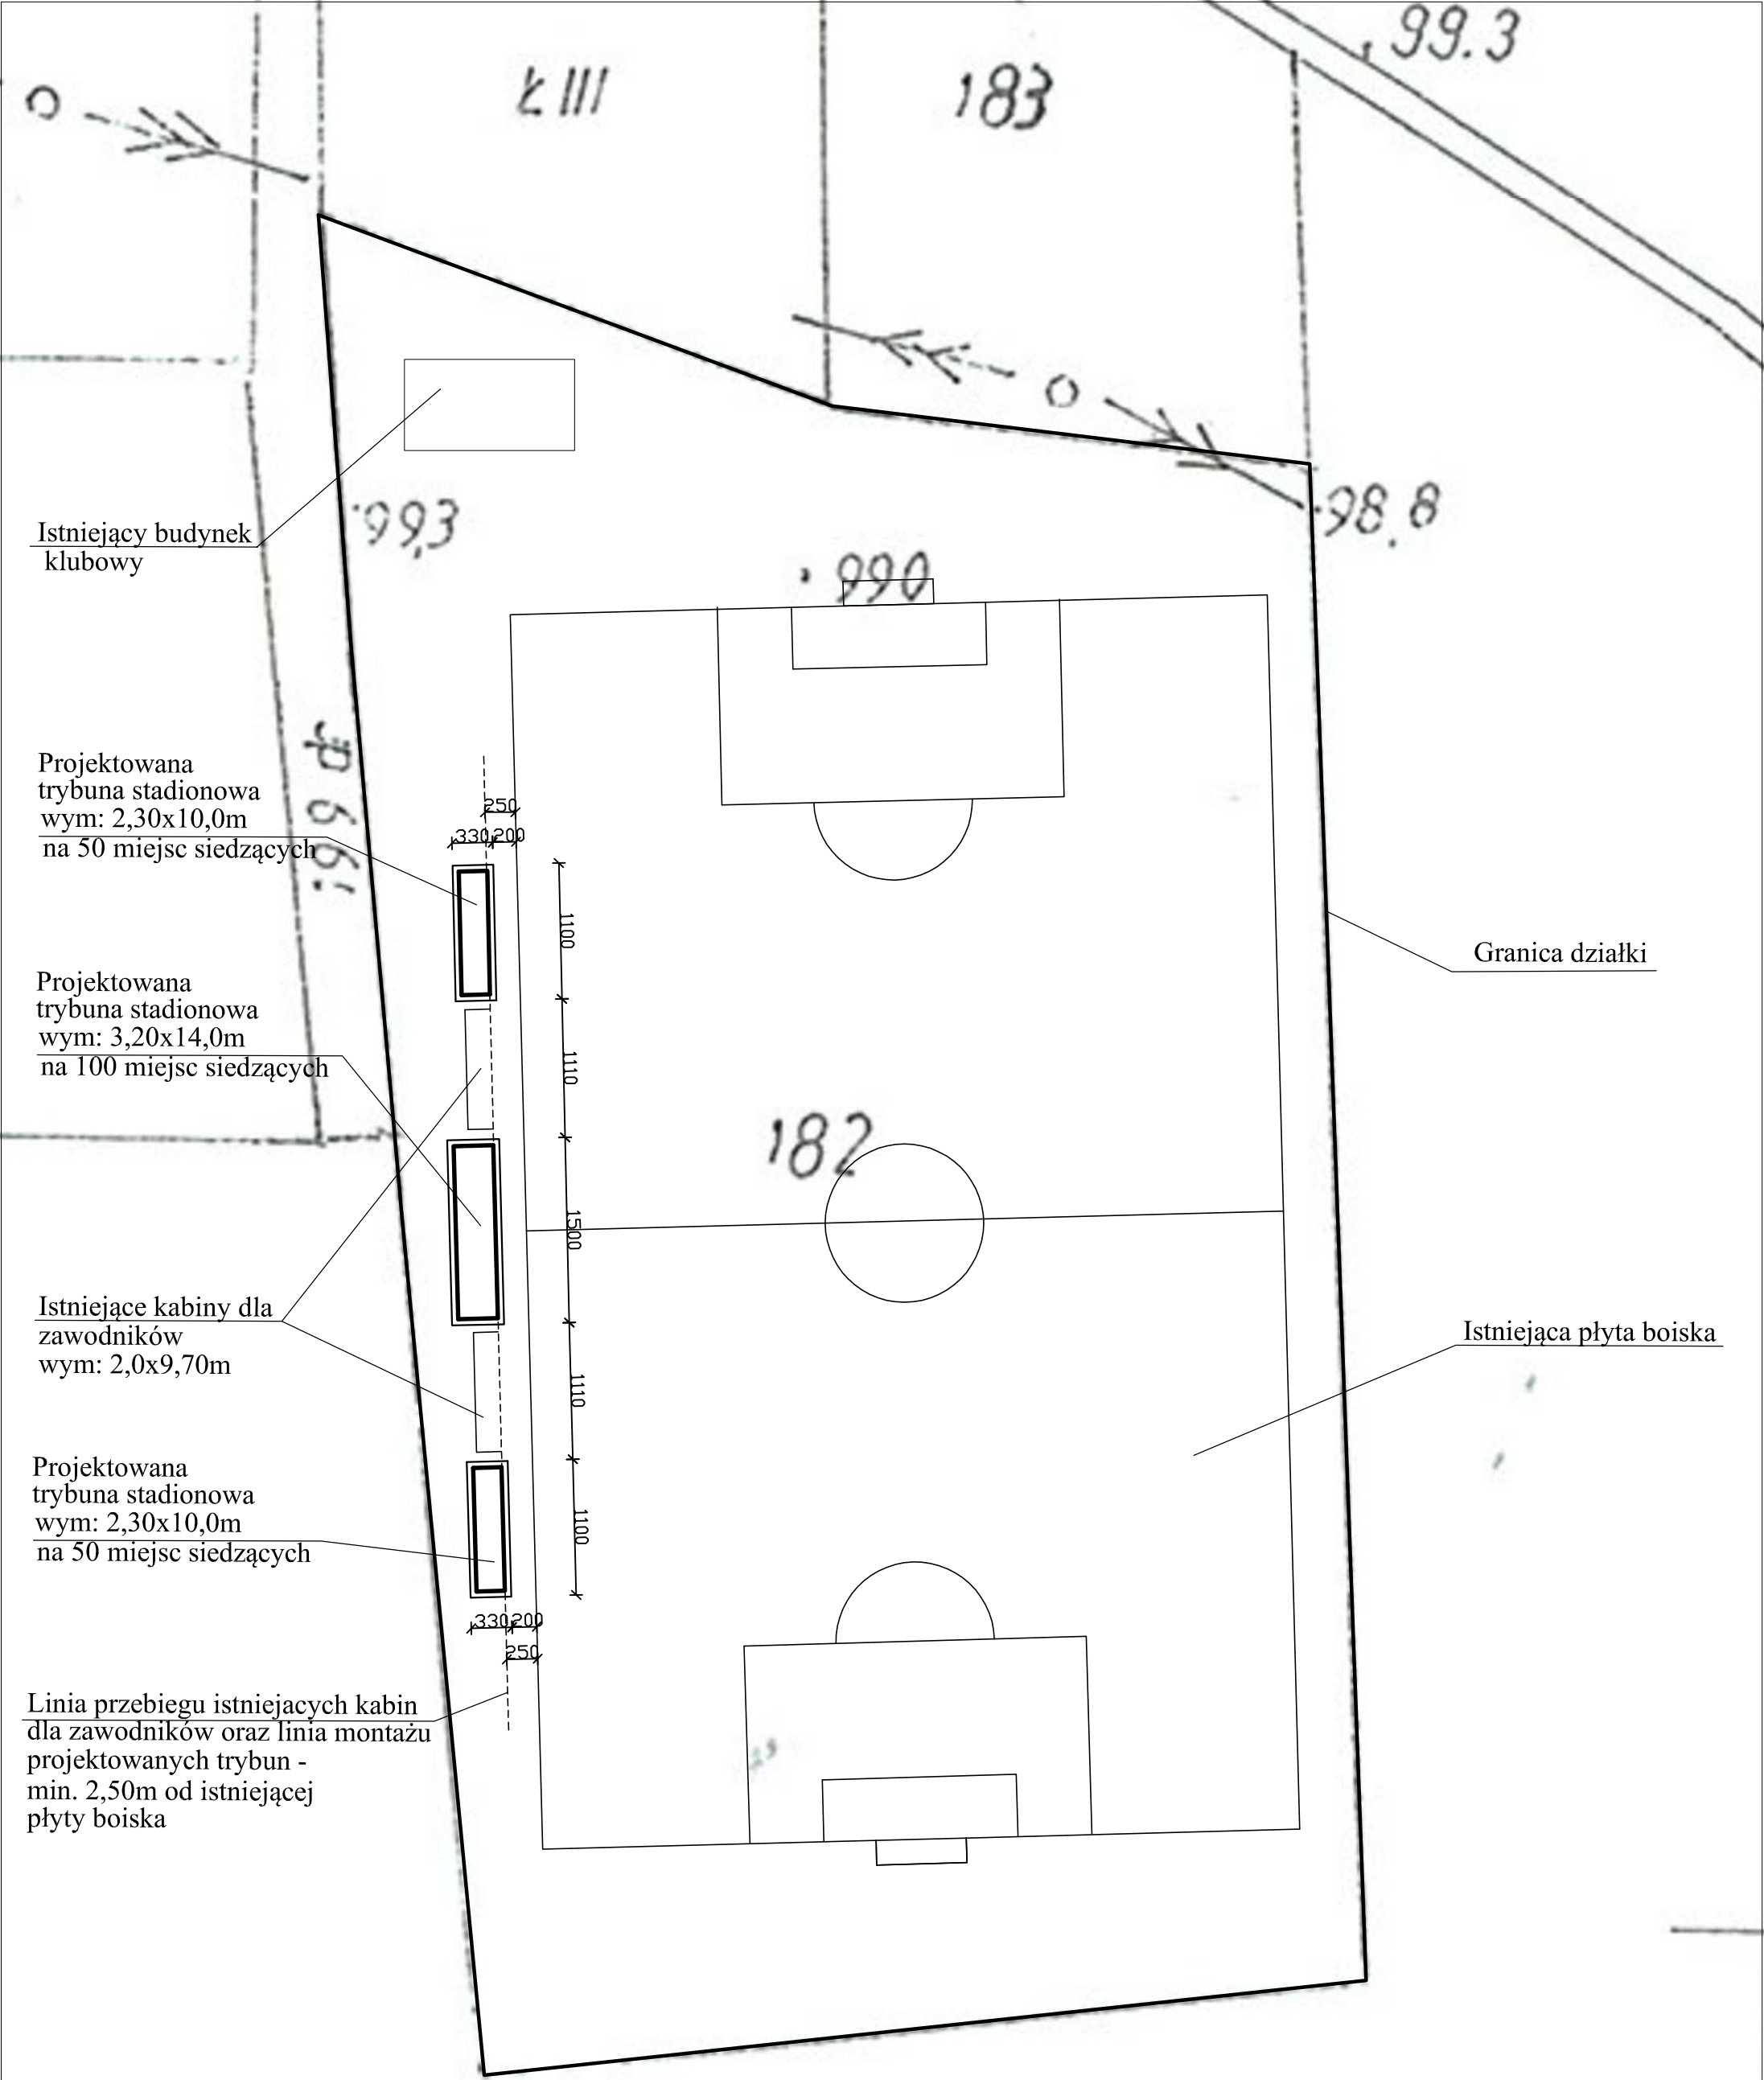 99.3
ŁIII
183
98.8
99,3
990
Istniejący budynek
klubowy
Projektowana
trybuna stadionowa
wym: 2,30x10,0m
na 50 miejsc siedzących
250
330 200
1100
Projektowana
trybuna stadionowa
wym: 3,20x14,0m
na 100 miejsc siedzących
1110
Granica działki
182
1500
Istniejące kabiny dla
zawodników
wym: 2,0x9,70m
1110
Istniejąca płyta boiska
Projektowana
trybuna stadionowa
wym: 2,30x10,0m
na 50 miejsc siedzących
1100
330 200
250
Linia przebiegu istniejacych kabin
dla zawodników oraz linia montażu
projektowanych trybun -
min. 2,50m od istniejącej
płyty boiska